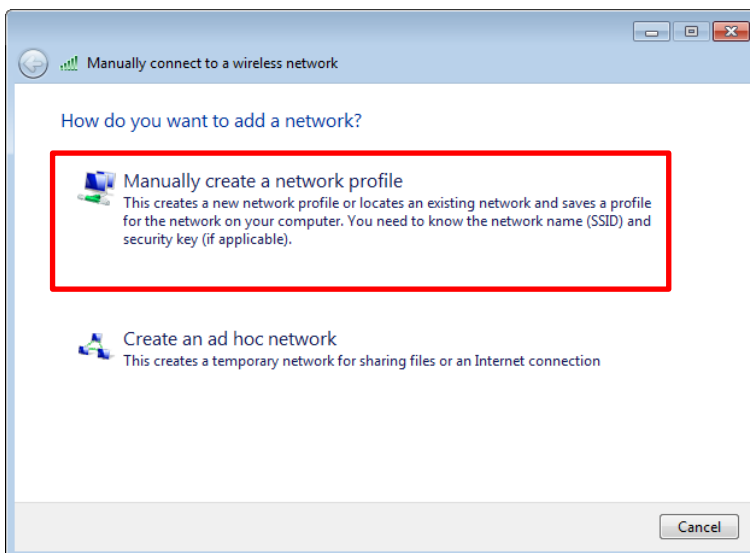 Manually connect to a wireless network
How do you want to add a network?
Manually create a network profile
This creates a new network profile or locates an existing network and saves a profile
for the network on your computer. You need to know the network name (SSID) and
security key (if applicable).
Create an ad hoc network
This creates a temporary network for sharing files or an Internet connection
Cancel